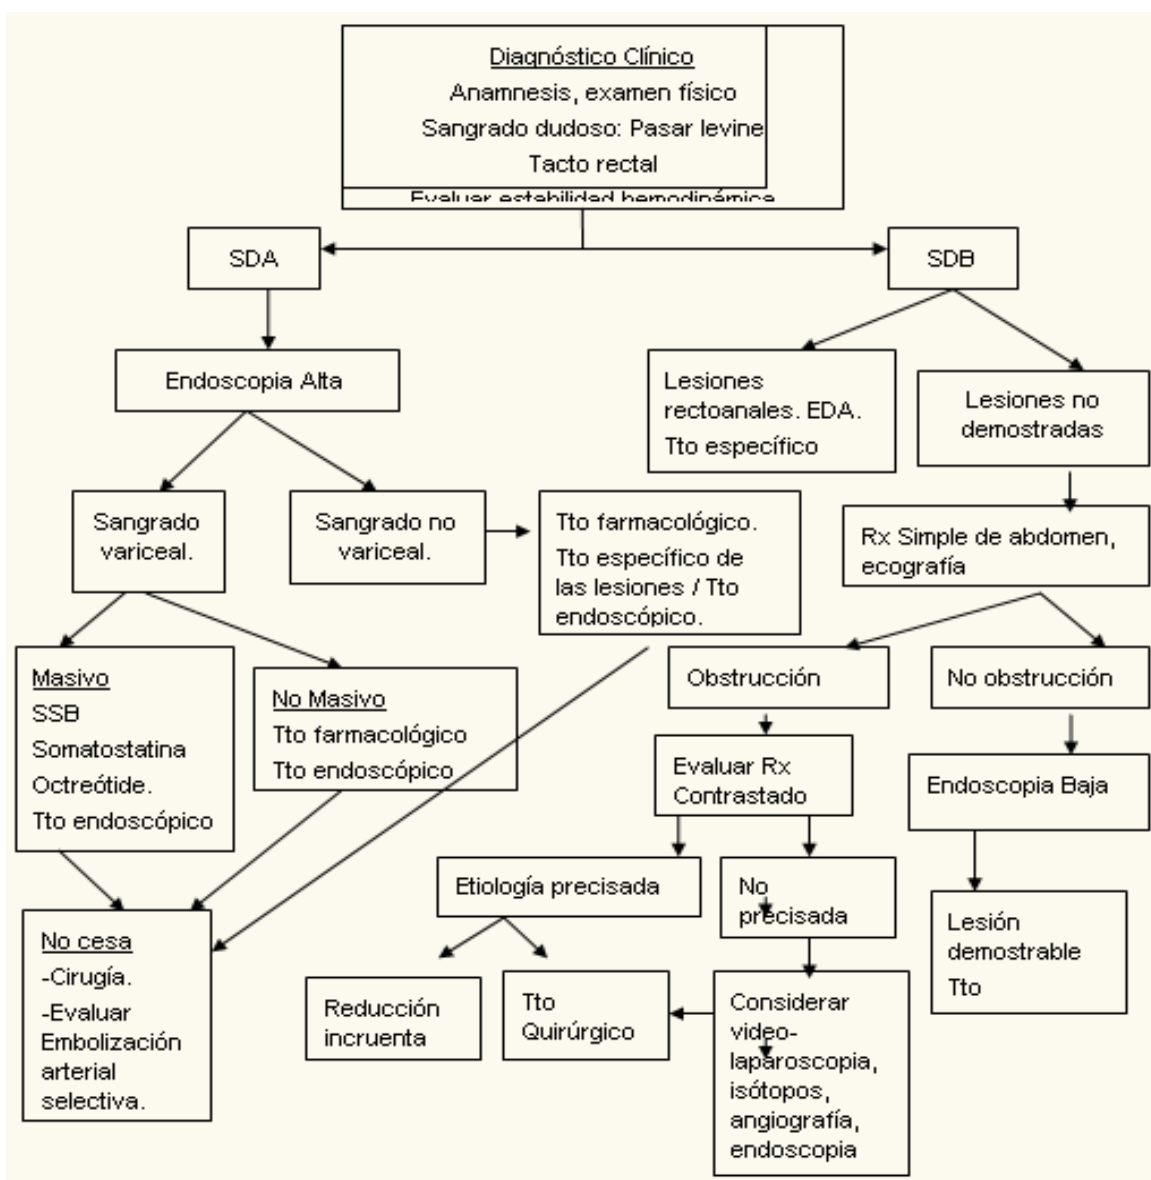 Diagnóstico Clínico
Anamnesis, examen físico
Sangrado dudoso: Pasar levine
Tacto rectal
Evaluar estabilidad hemodinámica
SDA
SDB
Endoscopia Alta
Lesiones
rectoanales. EDA.
Tto específico
Lesiones no
demostradas
Sangrado
variceal.
Sangrado no
variceal.
Tto farmacológico.
Tto específico de
las lesiones / Tto
endoscópico.
Rx Simple de abdomen,
ecografía
Masivo
SSB
Somatostatina
Octreótide.
Tto endoscópico
No Masivo
Tto farmacológico
Tto endoscópico
Obstrucción
No obstrucción
Evaluar Rx
Contrastado
Endoscopia Baja
Etiología precisada
No
precisada
Lesión
demostrable
Tto
No cesa
-Cirugía.
-Evaluar
Embolización
arterial
selectiva.
Reducción
incruenta
Tto
Quirúrgico
Considerar
video-
laparoscopia,
isótopos,
angiografía,
endoscopia